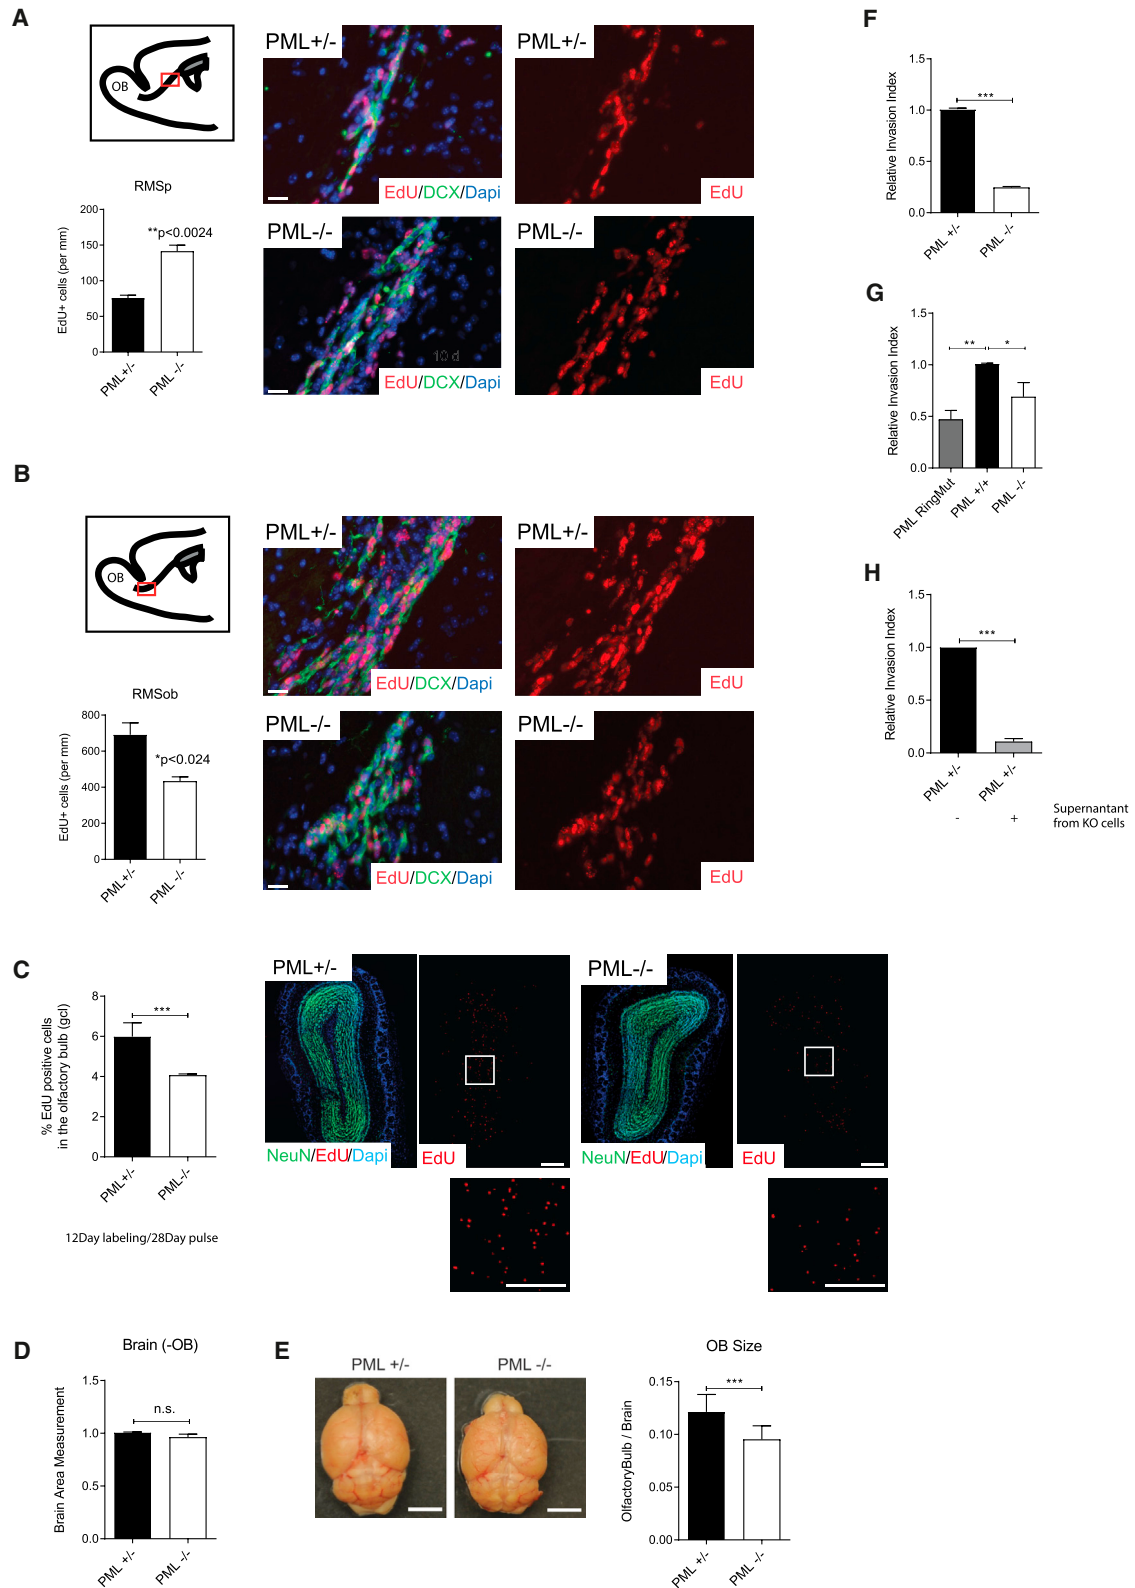 A
OB
RMSp
EdU+ cells (per mm)
200
150
100
50
0
**p<0.0024
PML+/-
PML -/-
PML+/-
EdU/DCX/Dapi
PML+/-
EdU
PML-/-
10 d
EdU/DCX/Dapi
PML-/-
EdU
B
OB
RMSob
EdU+ cells (per mm)
800
600
400
200
0
*p<0.024
PML+/-
PML -/-
PML+/-
EdU/DCX/Dapi
PML+/-
EdU
PML-/-
EdU/DCX/Dapi
PML-/-
EdU
C
% EdU positive cells
in the olfactory bulb (gcl)
8
6
4
2
0
***
PML+/-
PML-/-
12Day labeling/28Day pulse
PML+/-
NeuN/EdU/Dapi
EdU
PML-/-
NeuN/EdU/Dapi
EdU
D
Brain (-OB)
Brain Area Measurement
1.5
1.0
0.5
0.0
n.s.
PML +/-
PML -/-
E
PML +/-
PML -/-
OB Size
OlfactoryBulb / Brain
0.15
0.10
0.05
0.00
***
PML +/-
PML -/-
F
Relative Invasion Index
1.5
1.0
0.5
0.0
***
PML +/-
PML -/-
G
Relative Invasion Index
1.5
1.0
0.5
0.0
**
*
PML RingMut
PML +/+
PML -/-
H
Relative Invasion Index
1.5
1.0
0.5
0.0
***
PML +/-
PML +/-
-
+
Supernantant
from KO cells